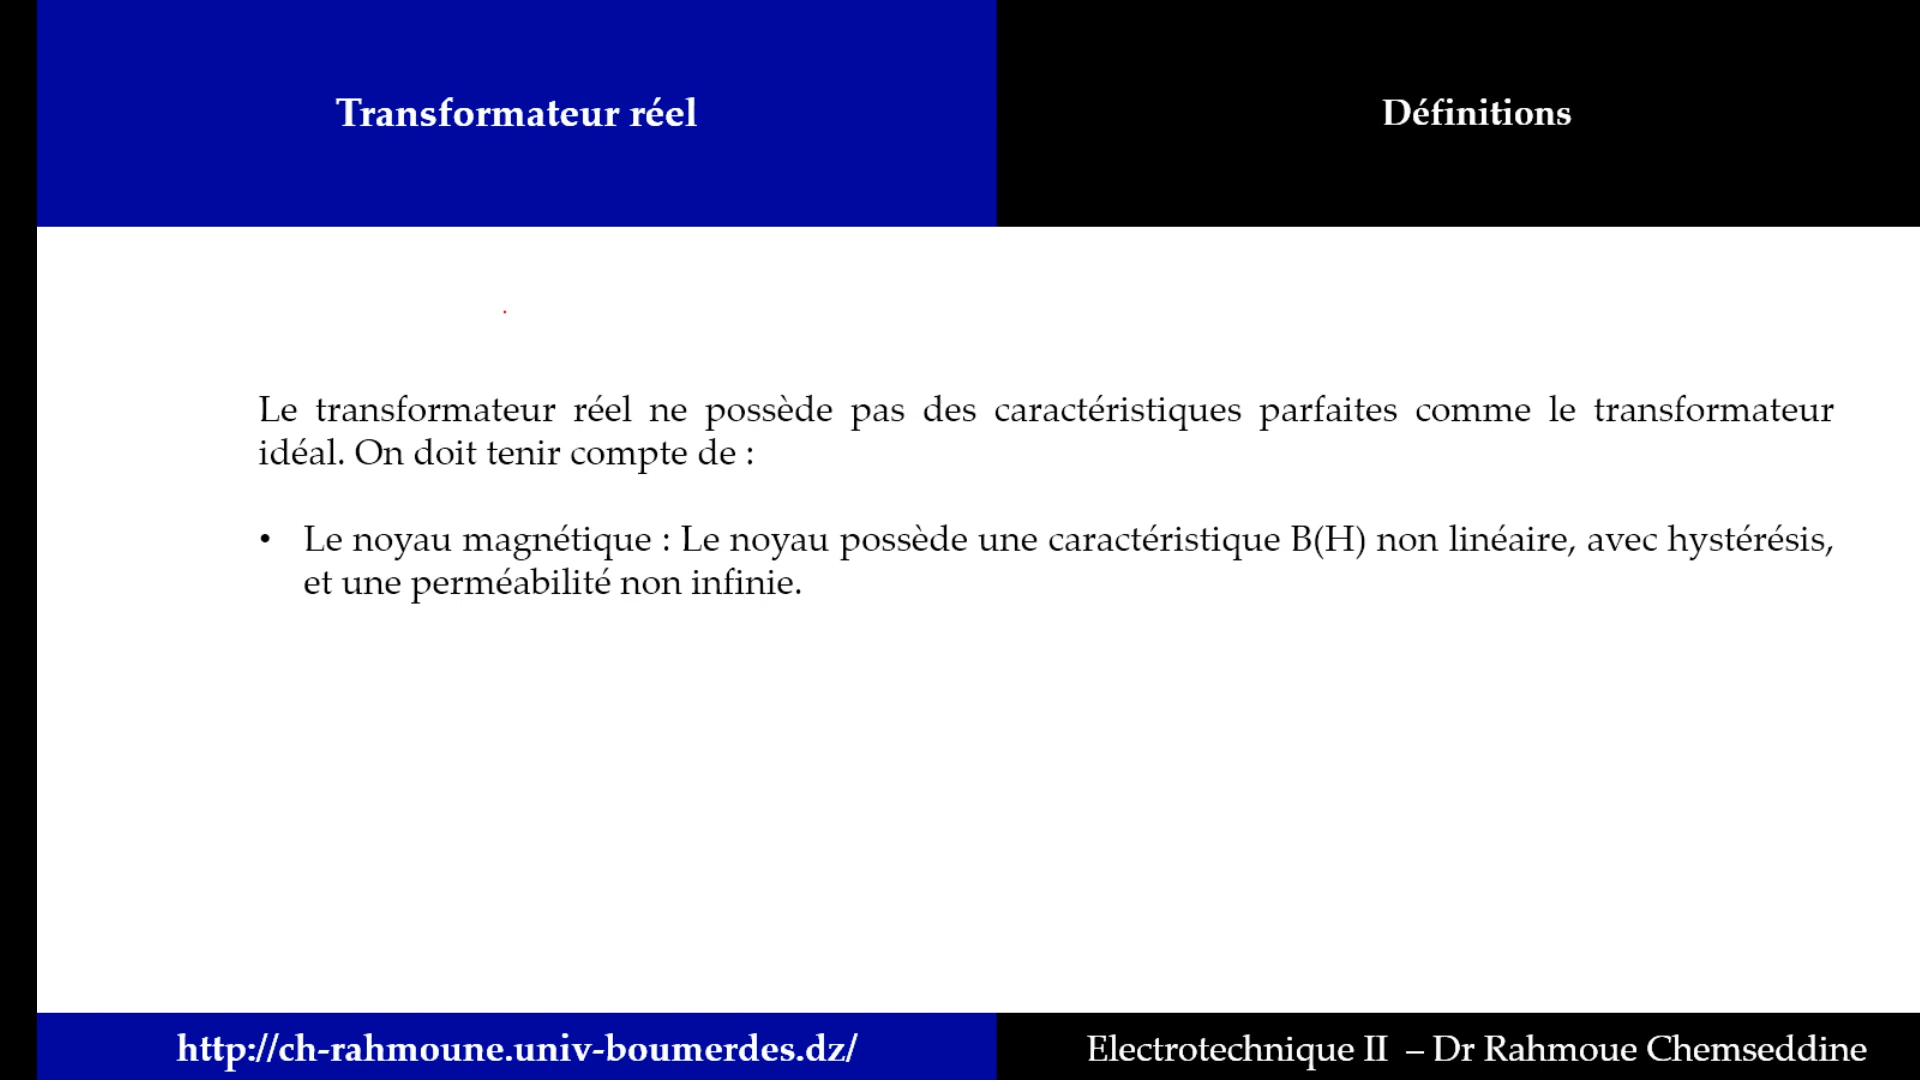 Transformateur réel
Définitions
Le transformateur réel ne possède pas des caractéristiques parfaites comme le transformateur
idéal. On doit tenir compte de :
• Le noyau magnétique : Le noyau possède une caractéristique B(H) non linéaire, avec hystérésis,
et une perméabilité non infinie.
http://ch-rahmoune.univ-boumerdes.dz/
Electrotechnique II – Dr Rahmoue Chemseddine